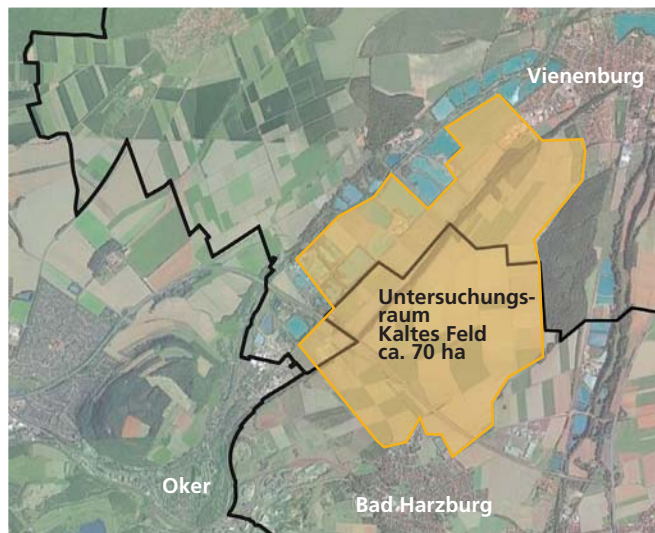 Vienenburg
Untersuchungs-
raum
Kaltes Feld
ca. 70 ha
Oker
Bad Harzburg